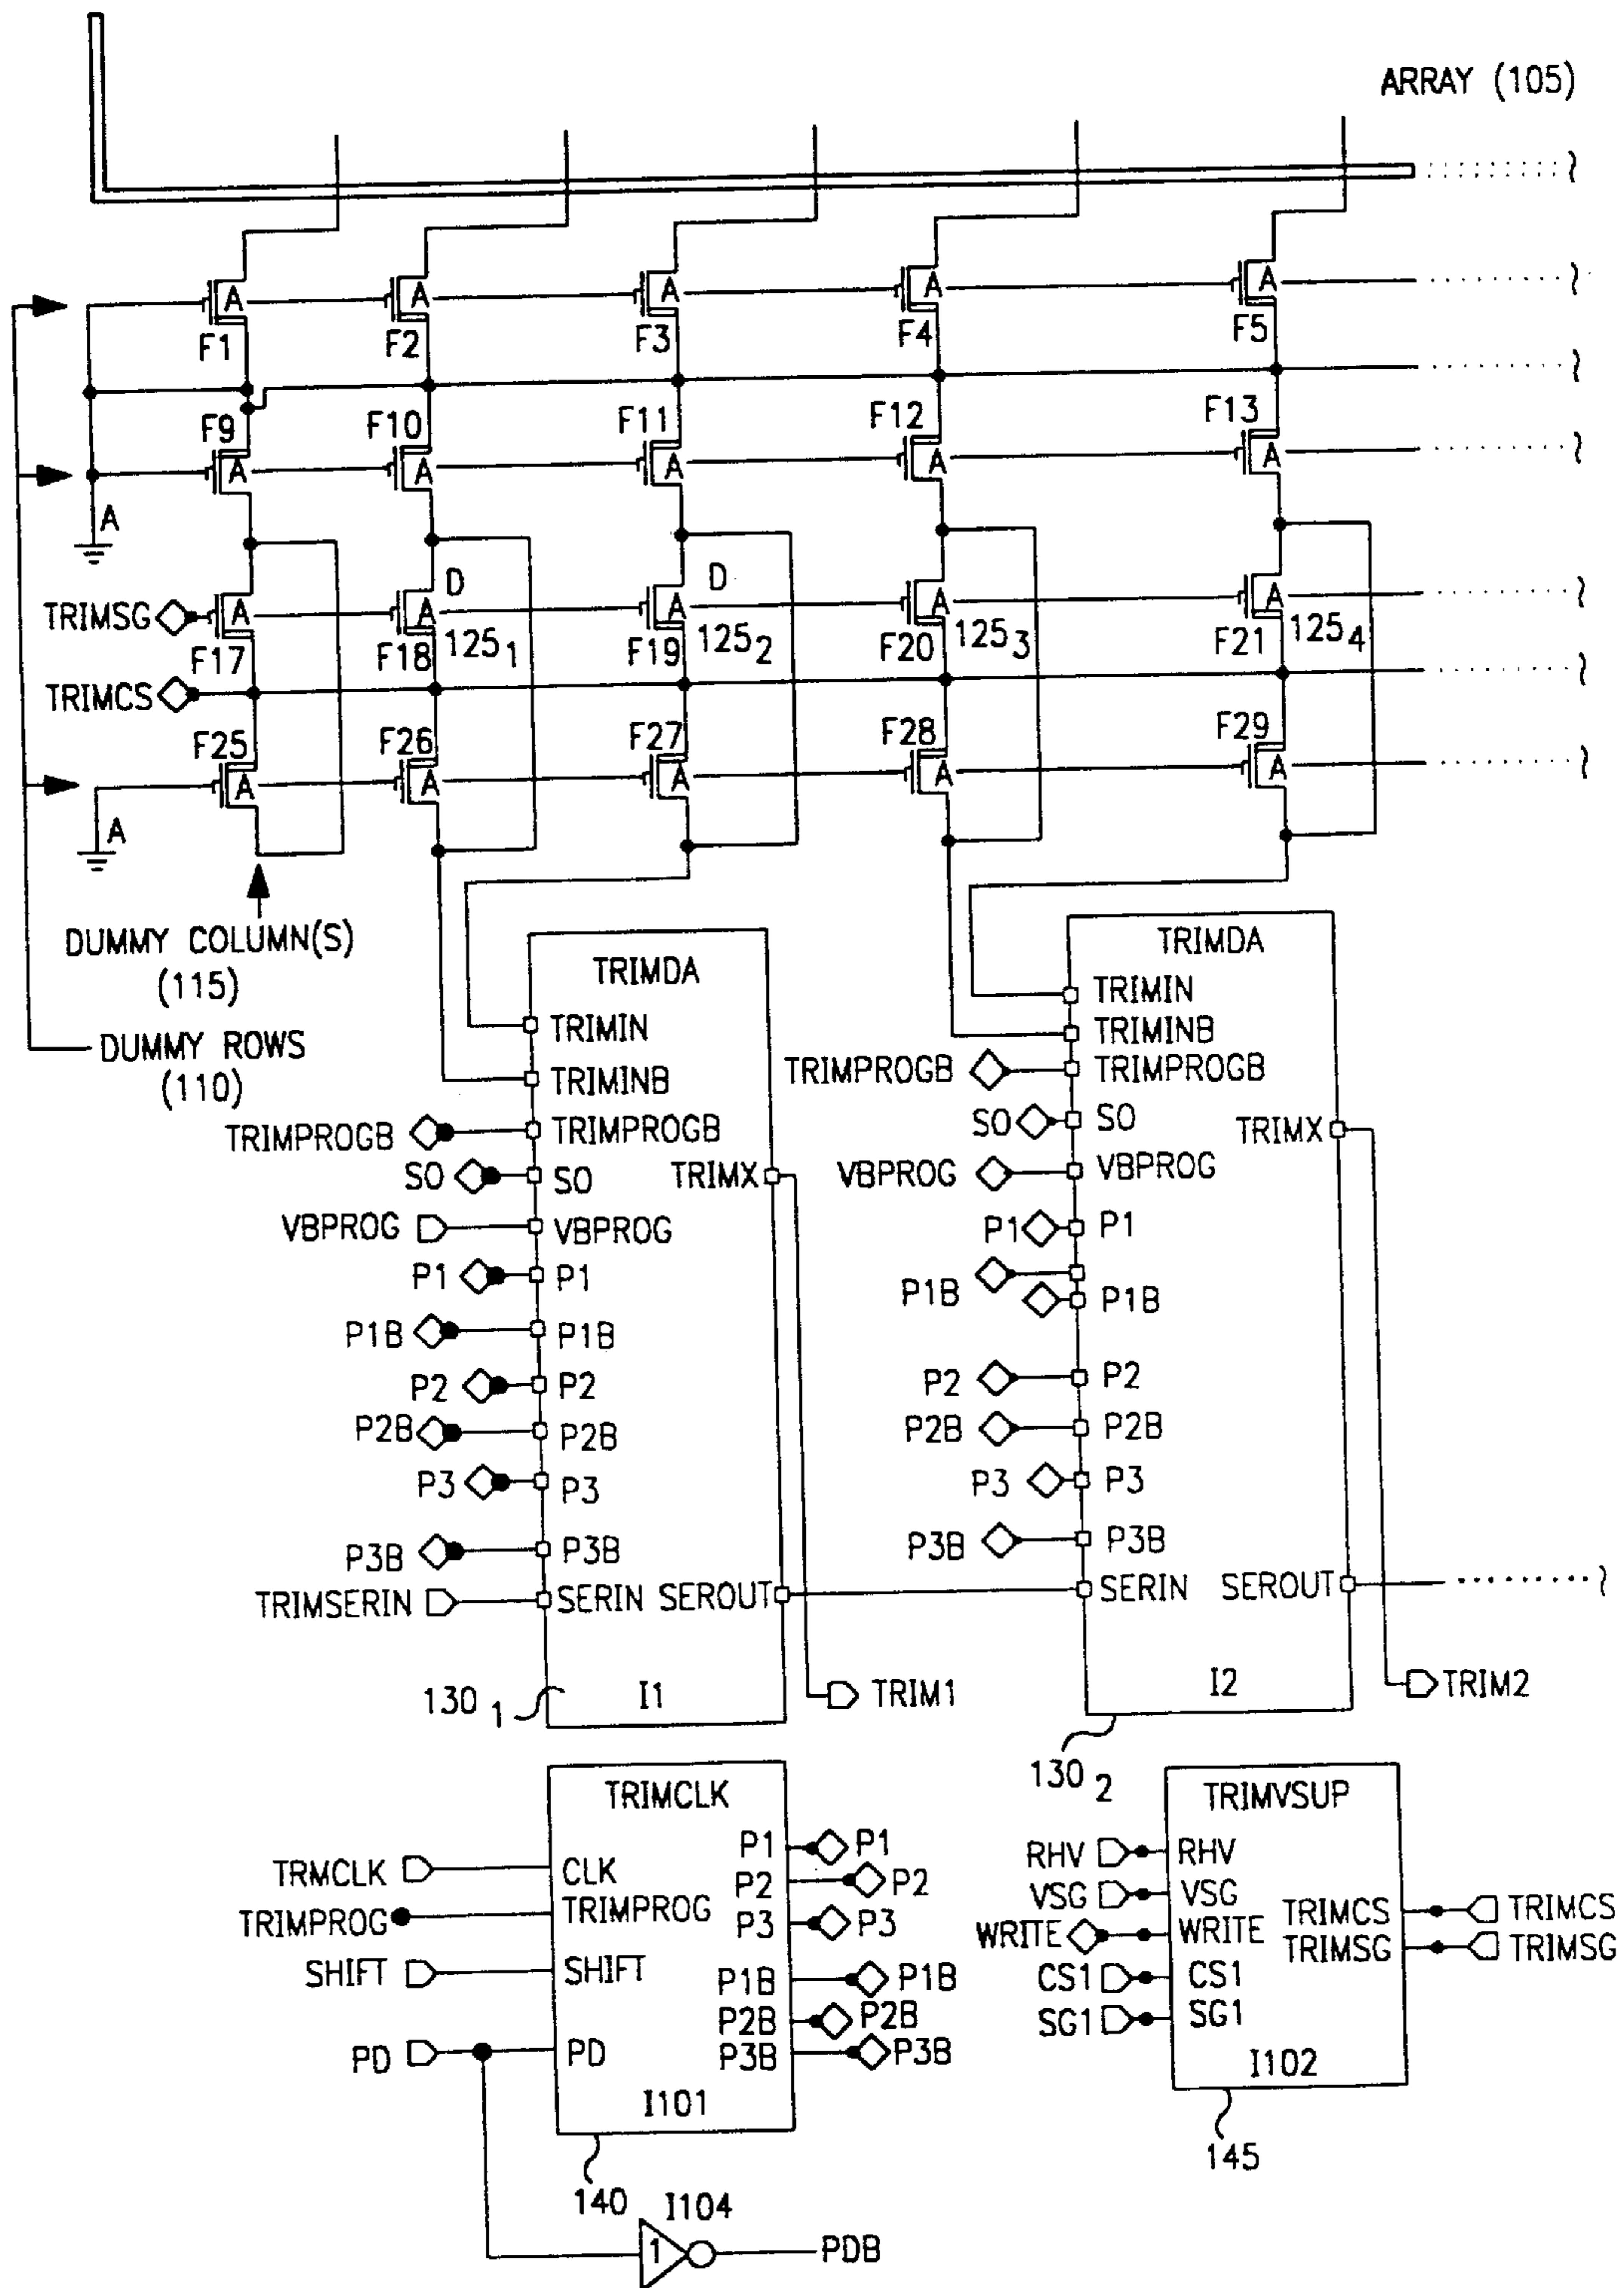 ARRAY (105)
A A A A A
F1 F2 F3 F4 F5
F9 F10 F11 F12 F13
A A A A A
A
D D
TRIMSG A A A A A
F17 F18 125 1 F19 125 2 F20 125 3 F21 125 4
TRIMCS
F25 F26 F27 F28 F29
A A A A A
A
DUMMY COLUMN(S)
(115)
DUMMY ROWS
(110)
TRIMDA
TRIMIN
TRIMINB
TRIMPROGB TRIMPROGB
SO SO TRIMX
VBPROG VBPROG
P1 P1
P1B P1B
P2 P2
P2B P2B
P3 P3
P3B P3B
TRIMSERIN SERIN SEROUT
130 1 I1 TRIM1
TRIMDA
TRIMIN
TRIMINB
TRIMPROGB TRIMPROGB
SO SO TRIMX
VBPROG VBPROG
P1 P1
P1B P1B
P2 P2
P2B P2B
P3 P3
P3B P3B
SERIN SEROUT
I2 TRIM2
130 2
TRIMCLK
P1 P1
TRMCLK CLK P2 P2
TRIMPROG TRIMPROG P3 P3
SHIFT SHIFT P1B P1B
P2B P2B
PD PD P3B P3B
I101
140
I104
1 PDB
TRIMVSUP
RHV RHV
VSG VSG TRIMCS TRIMCS
WRITE WRITE TRIMSG TRIMSG
CS1 CS1
SG1 SG1
I102
145